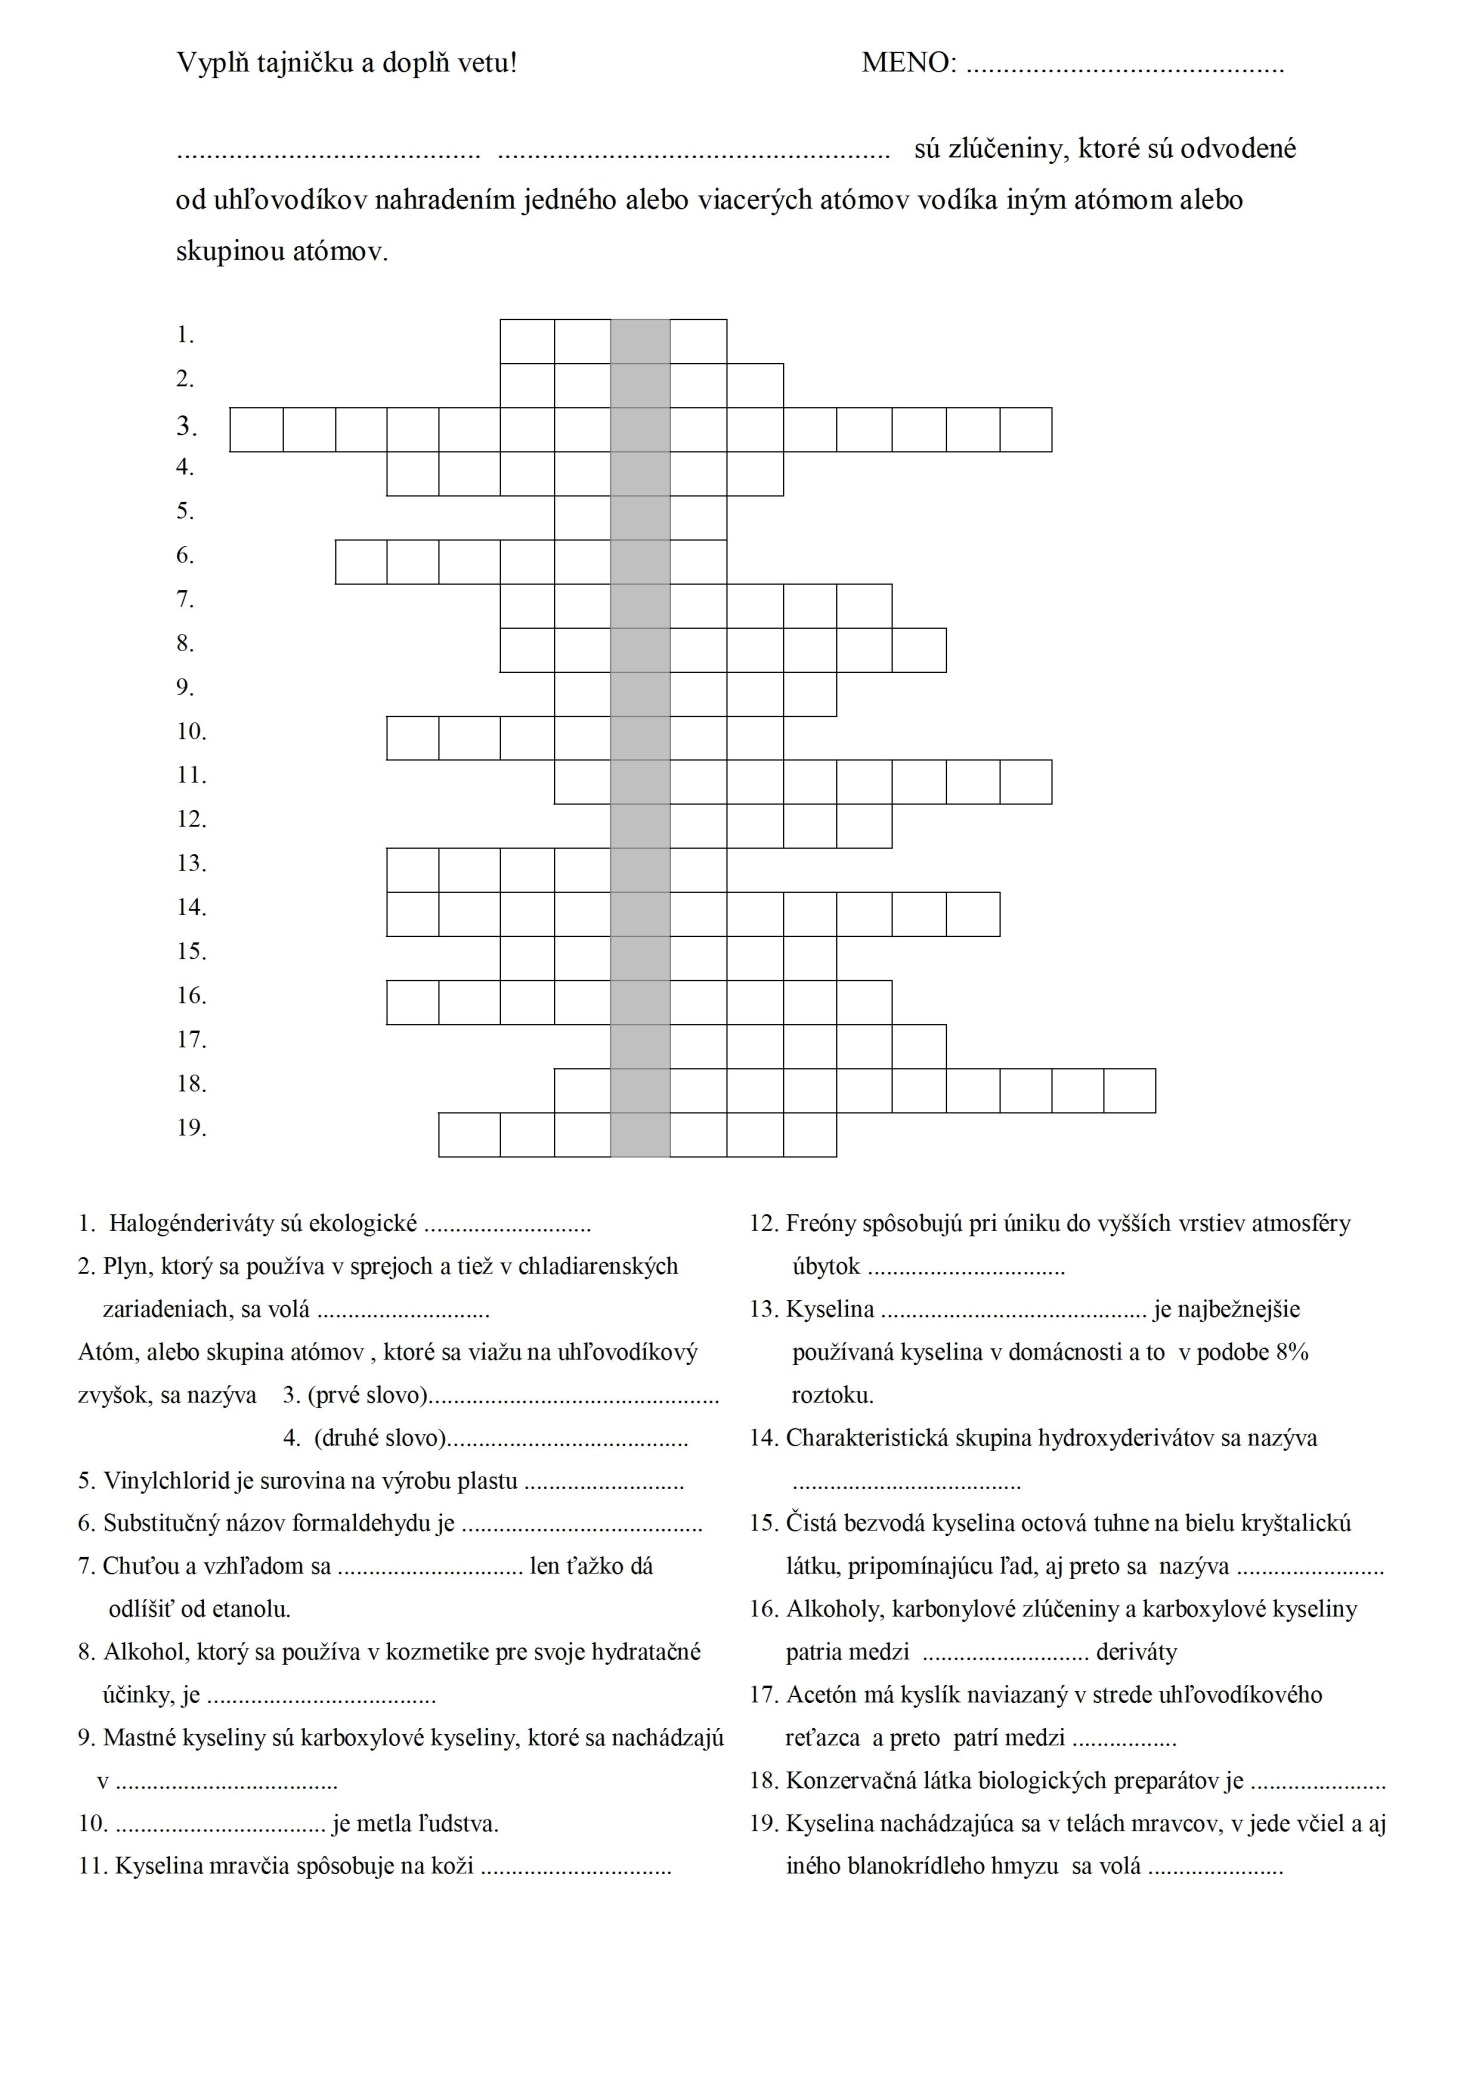 Vyplň tajničku a doplň vetu! MENO: ...........................................
......................................... ..................................................... sú zlúčeniny, ktoré sú odvodené
od uhľovodíkov nahradením jedného alebo viacerých atómov vodíka iným atómom alebo
skupinou atómov.
1.
2.
3.
4.
5.
6.
7.
8.
9.
10.
11.
12.
13.
14.
15.
16.
17.
18.
19.
1. Halogénderiváty sú ekologické ...........................
2. Plyn, ktorý sa používa v sprejoch a tiež v chladiarenských
zariadeniach, sa volá ............................
Atóm, alebo skupina atómov , ktoré sa viažu na uhľovodíkový
zvyšok, sa nazýva 3. (prvé slovo)...............................................
4. (druhé slovo).......................................
5. Vinylchlorid je surovina na výrobu plastu ..........................
6. Substitučný názov formaldehydu je .......................................
7. Chuťou a vzhľadom sa .............................. len ťažko dá
odlíšiť od etanolu.
8. Alkohol, ktorý sa používa v kozmetike pre svoje hydratačné
účinky, je .....................................
9. Mastné kyseliny sú karboxylové kyseliny, ktoré sa nachádzajú
v ....................................
10. .................................. je metla ľudstva.
11. Kyselina mravčia spôsobuje na koži ...............................
12. Freóny spôsobujú pri úniku do vyšších vrstiev atmosféry
úbytok ................................
13. Kyselina ........................................... je najbežnejšie
používaná kyselina v domácnosti a to v podobe 8%
roztoku.
14. Charakteristická skupina hydroxyderivátov sa nazýva
.....................................
15. Čistá bezvodá kyselina octová tuhne na bielu kryštalickú
látku, pripomínajúcu ľad, aj preto sa nazýva ........................
16. Alkoholy, karbonylové zlúčeniny a karboxylové kyseliny
patria medzi ........................... deriváty
17. Acetón má kyslík naviazaný v strede uhľovodíkového
reťazca a preto patrí medzi .................
18. Konzervačná látka biologických preparátov je ......................
19. Kyselina nachádzajúca sa v telách mravcov, v jede včiel a aj
iného blanokrídleho hmyzu sa volá ......................